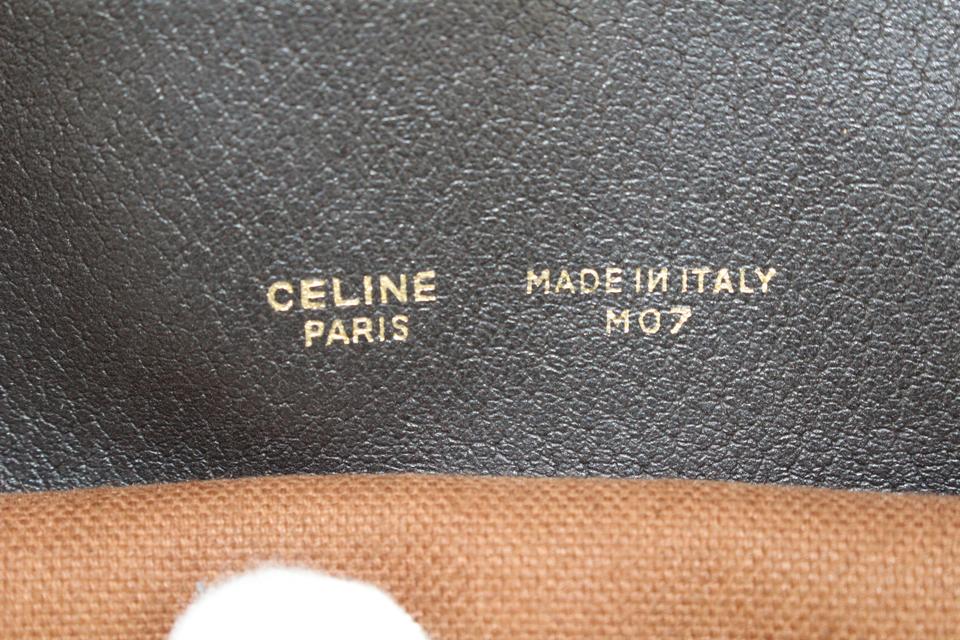 CELINE
PARIS
MADE IN ITALY
M07